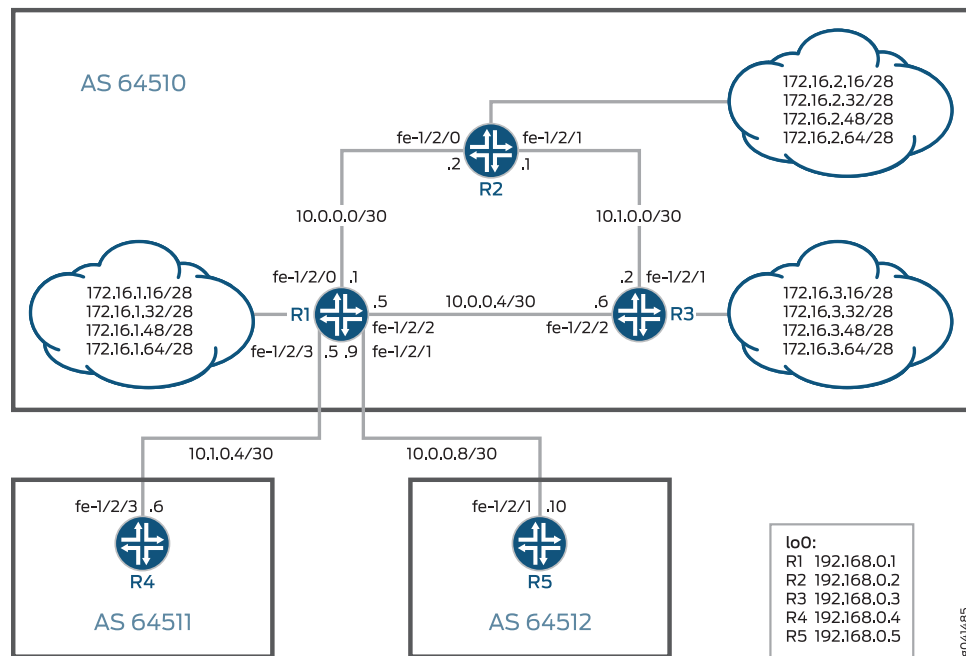 AS 64510
172.16.2.16/28
172.16.2.32/28
172.16.2.48/28
172.16.2.64/28
fe-1/2/0
fe-1/2/1
.2
.1
R2
10.0.0.0/30
10.1.0.0/30
fe-1/2/0
.1
.2
fe-1/2/1
172.16.1.16/28
172.16.1.32/28
172.16.1.48/28
172.16.1.64/28
R1
.5
10.0.0.4/30
.6
R3
172.16.3.16/28
172.16.3.32/28
172.16.3.48/28
172.16.3.64/28
fe-1/2/2
fe-1/2/2
fe-1/2/3
.5
.9
fe-1/2/1
10.1.0.4/30
10.0.0.8/30
fe-1/2/3
.6
R4
AS 64511
fe-1/2/1
.10
R5
AS 64512
lo0:
R1 192.168.0.1
R2 192.168.0.2
R3 192.168.0.3
R4 192.168.0.4
R5 192.168.0.5
g041485